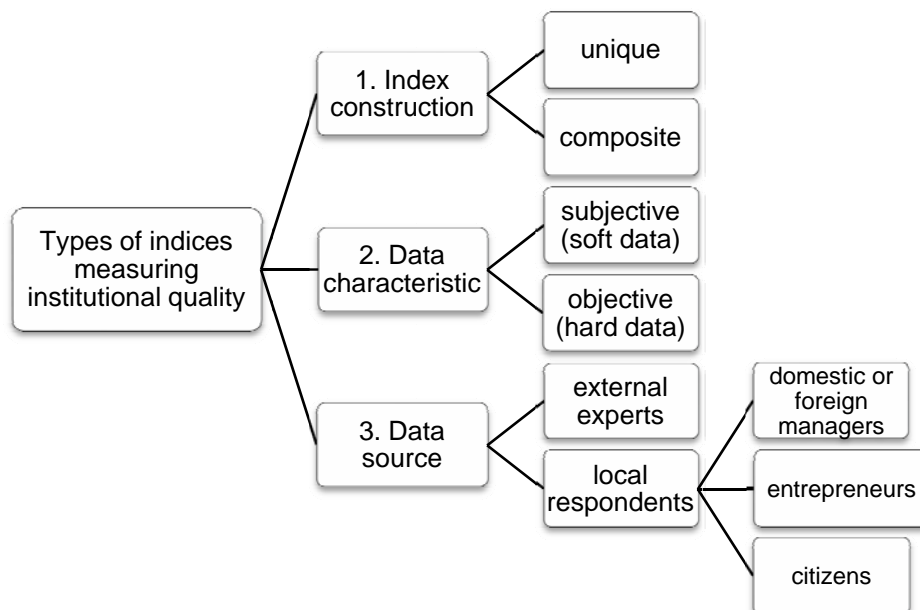 Types of indices
measuring
institutional quality
1. Index
construction
unique
composite
2. Data
characteristic
subjective
(soft data)
objective
(hard data)
3. Data
source
external
experts
local
respondents
domestic or
foreign
managers
entrepreneurs
citizens